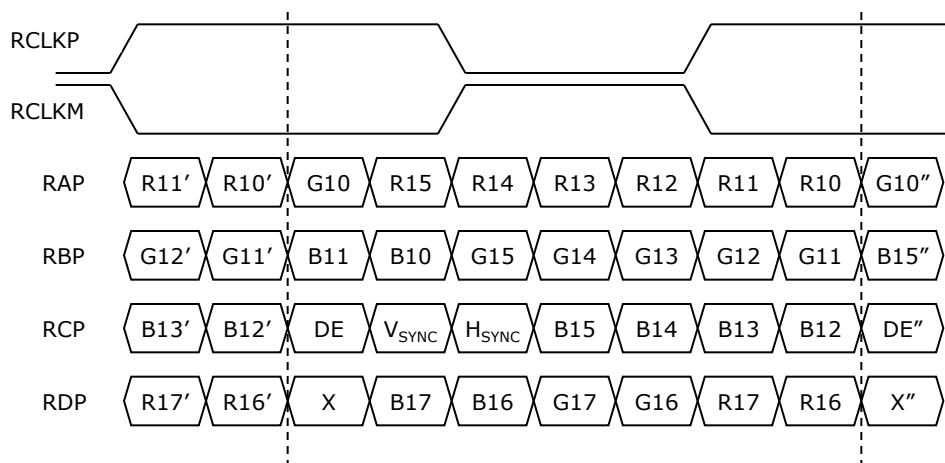 RCLKP
RCLKM
RAP R11′ R10′ G10 R15 R14 R13 R12 R11 R10 G10″
RBP G12′ G11′ B11 B10 G15 G14 G13 G12 G11 B15″
RCP B13′ B12′ DE VSYNC HSYNC B15 B14 B13 B12 DE″
RDP R17′ R16′ X B17 B16 G17 G16 R17 R16 X″